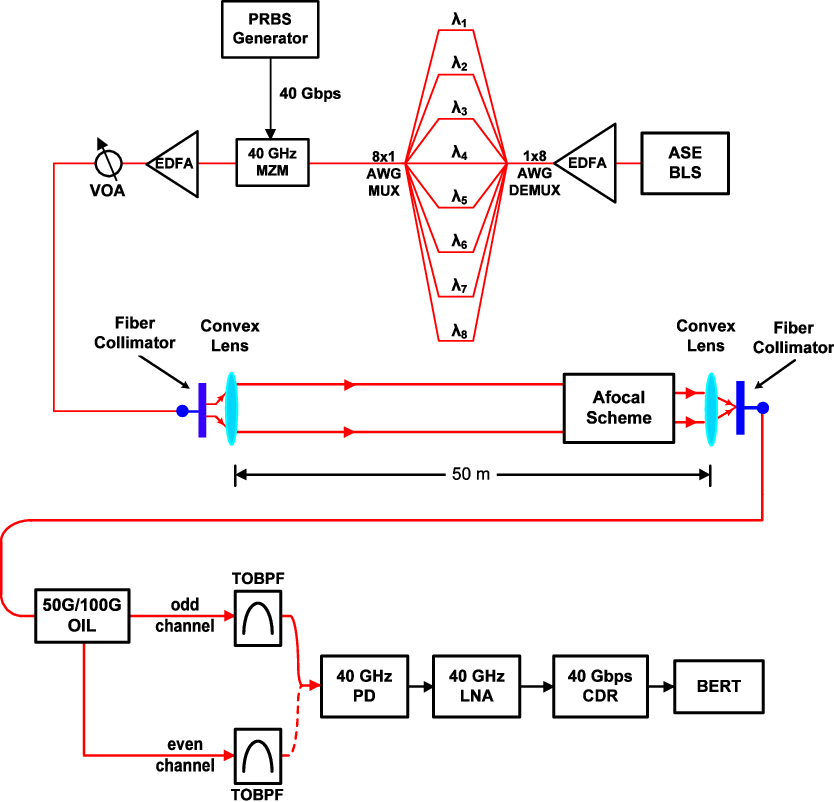 PRBS
Generator
40 Gbps
λ1
λ2
λ3
λ4
λ5
λ6
λ7
λ8
VOA
EDFA
40 GHz
MZM
8x1
AWG
MUX
1x8
AWG
DEMUX
EDFA
ASE
BLS
Fiber
Collimator
Convex
Lens
Afocal
Scheme
Convex
Lens
Fiber
Collimator
50 m
50G/100G
OIL
odd
channel
TOBPF
even
channel
TOBPF
40 GHz
PD
40 GHz
LNA
40 Gbps
CDR
BERT